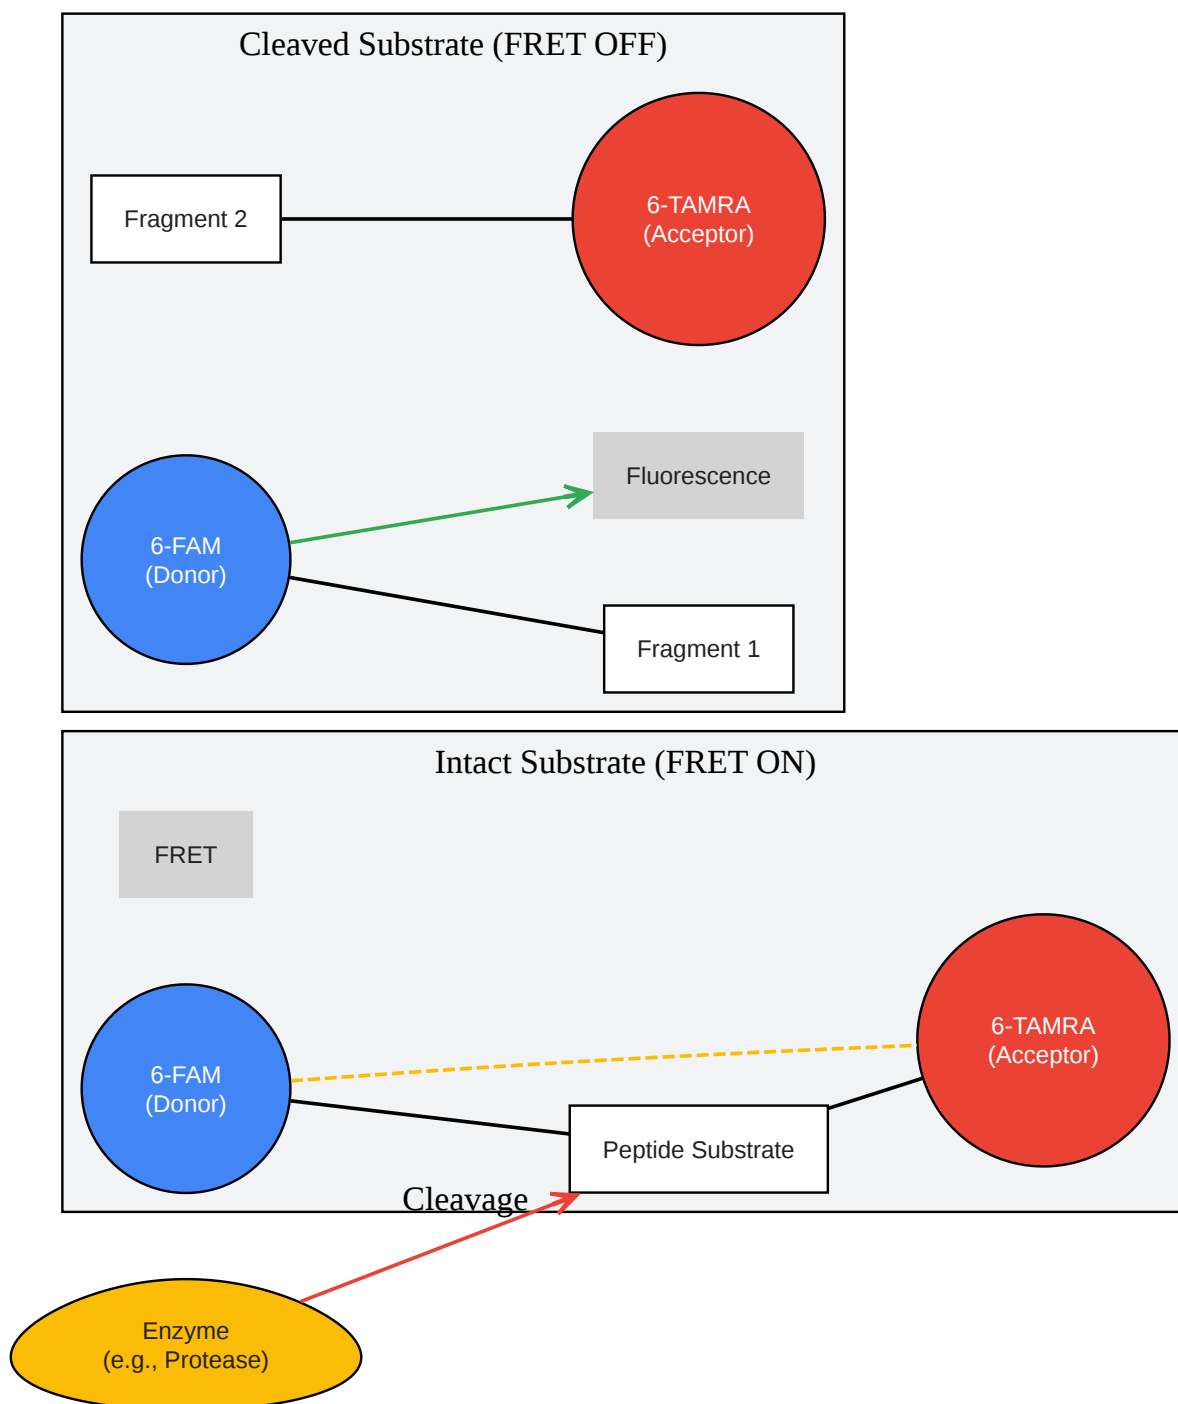 Cleaved Substrate (FRET OFF)
Fragment 2
6-TAMRA
(Acceptor)
Fluorescence
6-FAM
(Donor)
Fragment 1
Intact Substrate (FRET ON)
FRET
6-TAMRA
(Acceptor)
6-FAM
(Donor)
Peptide Substrate
Cleavage
Enzyme
(e.g., Protease)